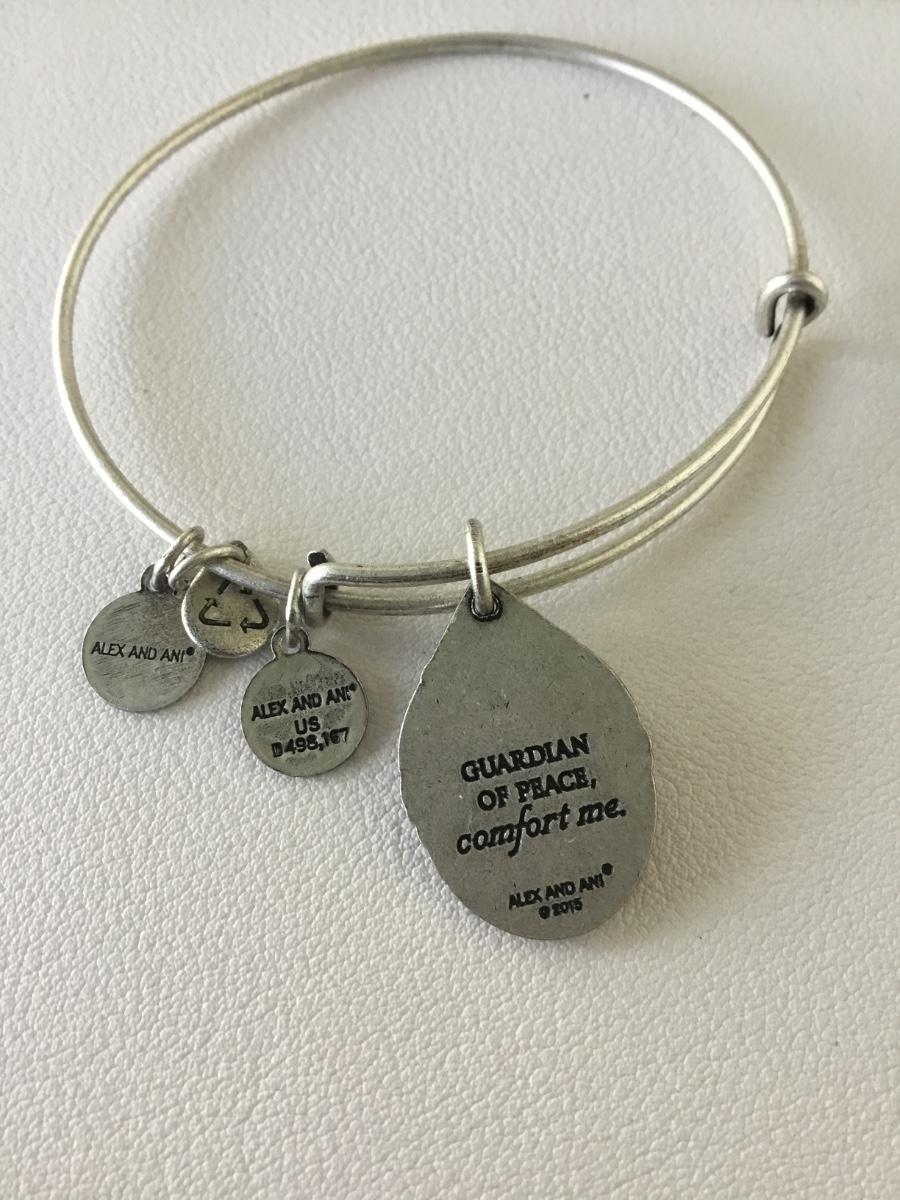 ALEX AND ANI®
ALEX AND ANI®
US
D498,167
GUARDIAN
OF PEACE,
comfort me.
ALEX AND ANI®
©2015